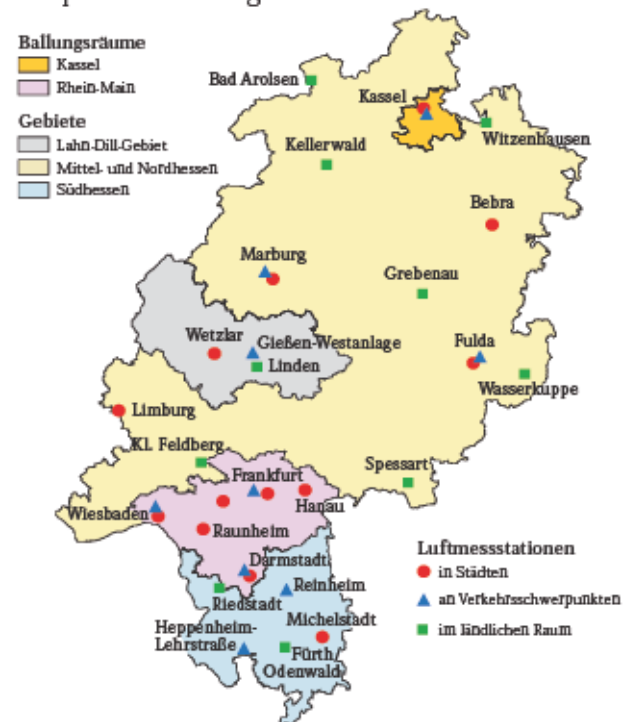 Ballungsräume
Kassel
Rhein-Main
Gebiete
Lahn-Dill-Gebiet
Mittel- und Nordhessen
Südhessen
Bad Arolsen
Kassel
Witzenhausen
Kellerwald
Bebra
Marburg
Grebenau
Wetzlar
Gießen-Westanlage
Linden
Fulda
Wasserkuppe
Limburg
Kl. Feldberg
Spessart
Frankfurt
Hanau
Wiesbaden
Raunheim
Darmstadt
Reinheim
Riedstadt
Michelstadt
Heppenheim-
Lehrstraße
Fürth/
Odenwald
Luftmessstationen
in Städten
an Verkehrsschwerpunkten
im ländlichen Raum